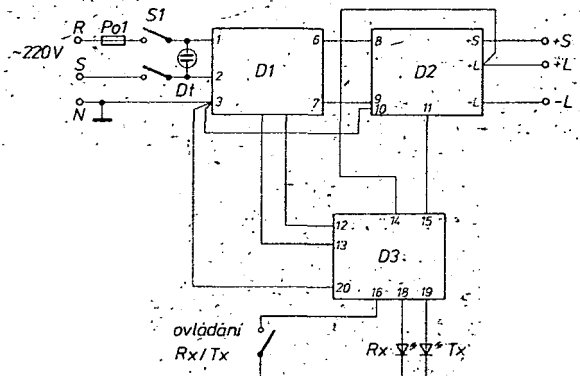 R Po1 S1
~220V
S
Dt
N
1 6
2
3 7
D1
8 +S
+L
9 -L
10 11
D2
+S
+L
-L
12 14 15
13
D3
20 16 18 19
ovládání
Rx/Tx
Rx Tx